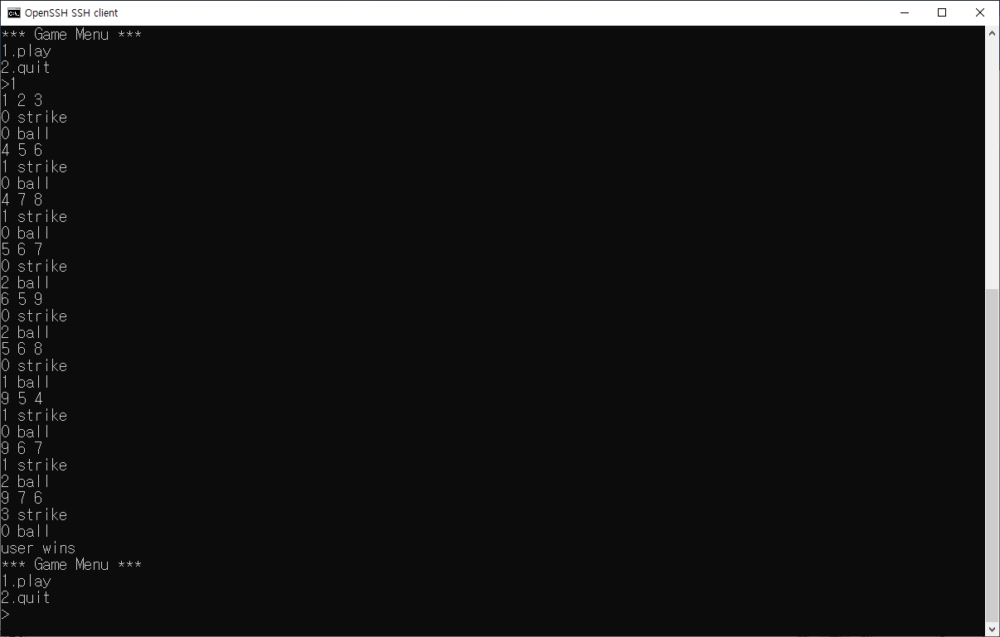 OpenSSH SSH client
*** Game Menu ***
1.play
2.quit
>1
1 2 3
0 strike
0 ball
4 5 6
1 strike
0 ball
4 7 8
1 strike
0 ball
5 6 7
0 strike
2 ball
6 5 9
0 strike
2 ball
5 6 8
0 strike
1 ball
9 5 4
1 strike
0 ball
9 6 7
1 strike
2 ball
9 7 6
3 strike
0 ball
user wins
*** Game Menu ***
1.play
2.quit
>